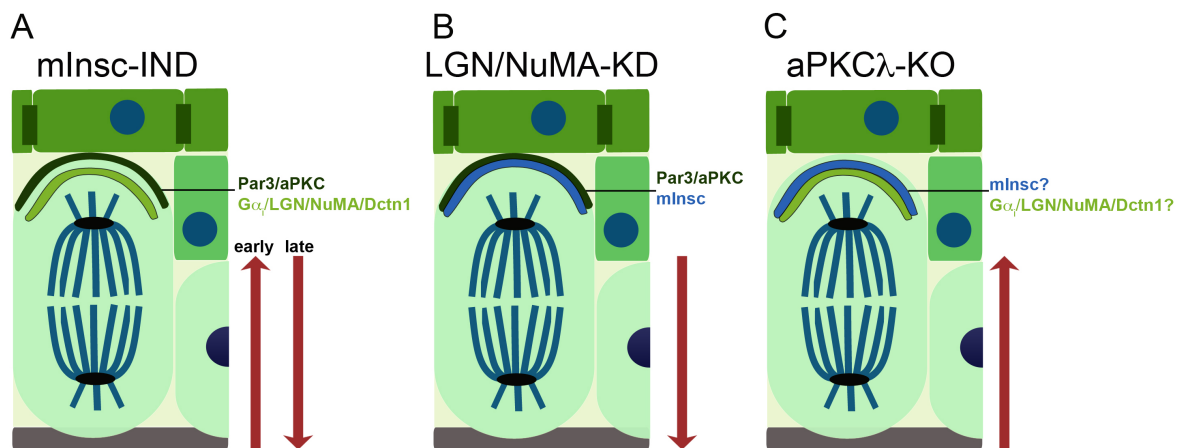 A
mInsc-IND
Par3/aPKC
Gαi/LGN/NuMA/Dctn1
early late
B
LGN/NuMA-KD
Par3/aPKC
mInsc
C
aPKCλ-KO
mInsc?
Gαi/LGN/NuMA/Dctn1?